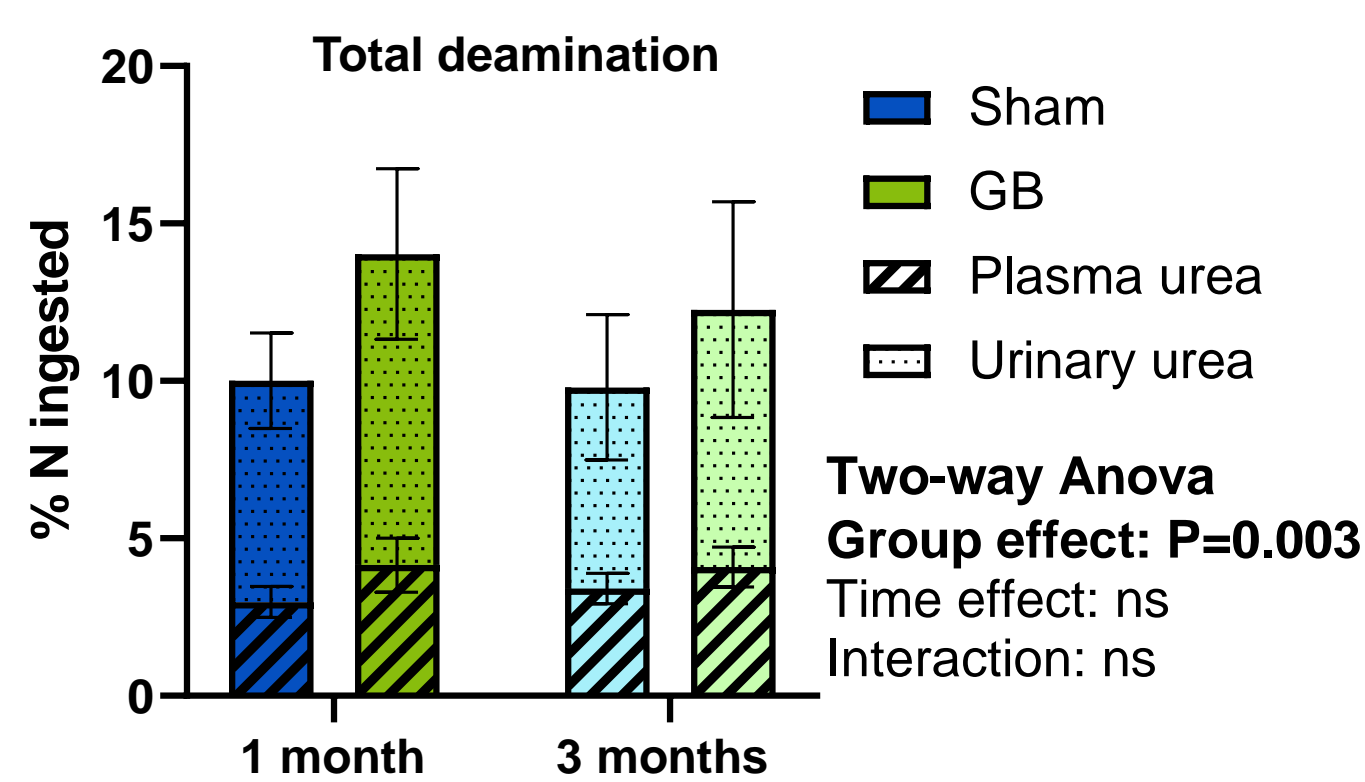 Total deamination
% N ingested
20
15
10
5
0
1 month
3 months
Sham
GB
Plasma urea
Urinary urea
Two-way Anova
Group effect: P=0.003
Time effect: ns
Interaction: ns